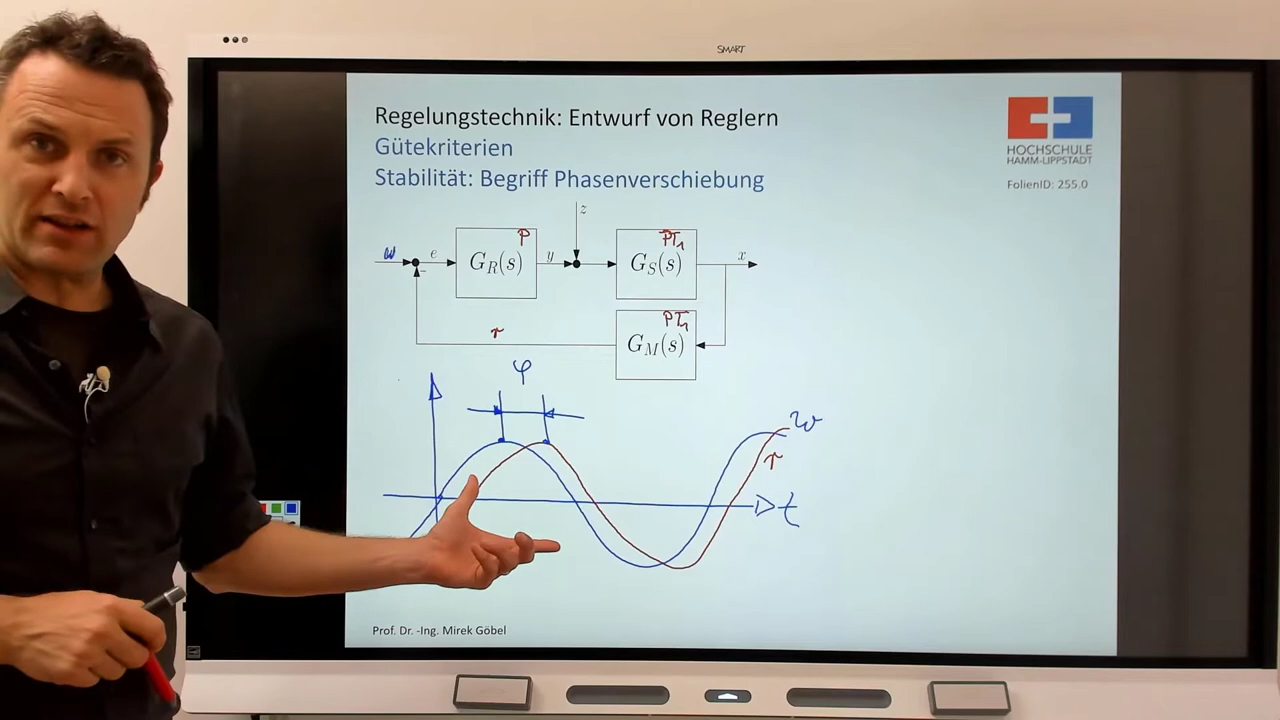 SMART
Regelungstechnik: Entwurf von Reglern
Gütekriterien
Stabilität: Begriff Phasenverschiebung
HOCHSCHULE
HAMM-LIPPSTADT
FolienID: 255.0
z
w e P G_R(s) y PT₁ G_S(s) x
r PT₁ G_M(s)
φ
w
r
t
Prof. Dr. -Ing. Mirek Göbel